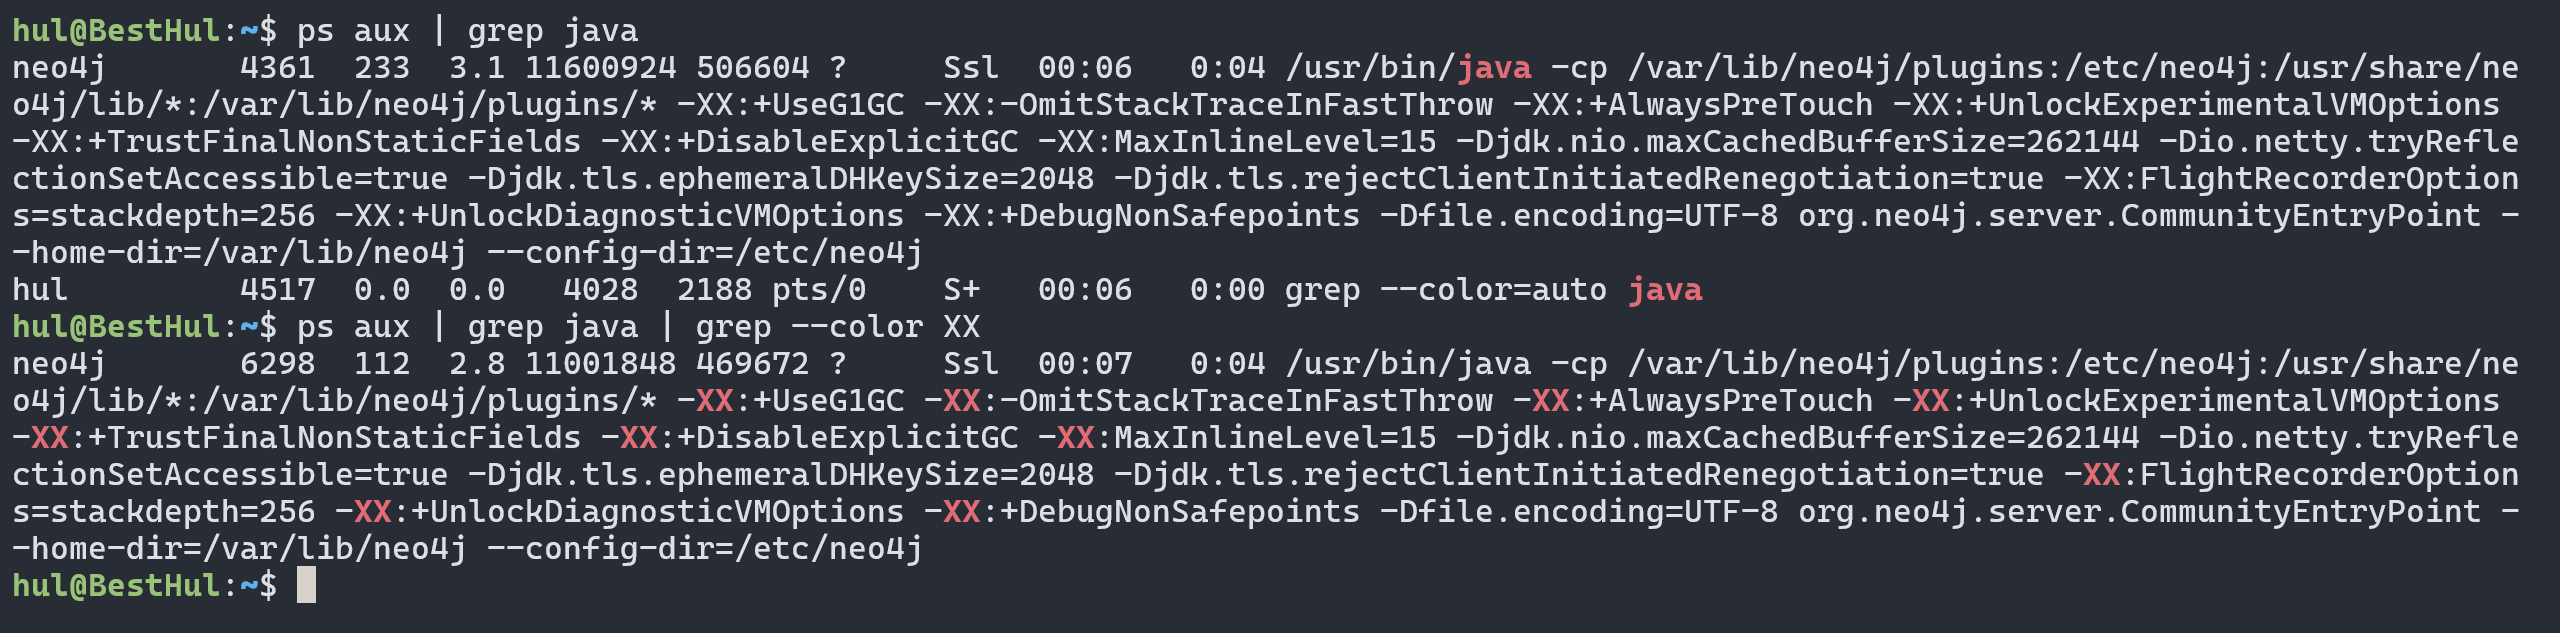 hul@BestHul:~$ ps aux | grep java
neo4j       4361  233  3.1 11600924 506604 ?     Ssl  00:06   0:04 /usr/bin/java -cp /var/lib/neo4j/plugins:/etc/neo4j:/usr/share/ne
o4j/lib/*:/var/lib/neo4j/plugins/* -XX:+UseG1GC -XX:-OmitStackTraceInFastThrow -XX:+AlwaysPreTouch -XX:+UnlockExperimentalVMOptions
-XX:+TrustFinalNonStaticFields -XX:+DisableExplicitGC -XX:MaxInlineLevel=15 -Djdk.nio.maxCachedBufferSize=262144 -Dio.netty.tryRefle
ctionSetAccessible=true -Djdk.tls.ephemeralDHKeySize=2048 -Djdk.tls.rejectClientInitiatedRenegotiation=true -XX:FlightRecorderOption
s=stackdepth=256 -XX:+UnlockDiagnosticVMOptions -XX:+DebugNonSafepoints -Dfile.encoding=UTF-8 org.neo4j.server.CommunityEntryPoint -
-home-dir=/var/lib/neo4j --config-dir=/etc/neo4j
hul         4517  0.0  0.0   4028  2188 pts/0    S+   00:06   0:00 grep --color=auto java
hul@BestHul:~$ ps aux | grep java | grep --color XX
neo4j       6298  112  2.8 11001848 469672 ?     Ssl  00:07   0:04 /usr/bin/java -cp /var/lib/neo4j/plugins:/etc/neo4j:/usr/share/ne
o4j/lib/*:/var/lib/neo4j/plugins/* -XX:+UseG1GC -XX:-OmitStackTraceInFastThrow -XX:+AlwaysPreTouch -XX:+UnlockExperimentalVMOptions
-XX:+TrustFinalNonStaticFields -XX:+DisableExplicitGC -XX:MaxInlineLevel=15 -Djdk.nio.maxCachedBufferSize=262144 -Dio.netty.tryRefle
ctionSetAccessible=true -Djdk.tls.ephemeralDHKeySize=2048 -Djdk.tls.rejectClientInitiatedRenegotiation=true -XX:FlightRecorderOption
s=stackdepth=256 -XX:+UnlockDiagnosticVMOptions -XX:+DebugNonSafepoints -Dfile.encoding=UTF-8 org.neo4j.server.CommunityEntryPoint -
-home-dir=/var/lib/neo4j --config-dir=/etc/neo4j
hul@BestHul:~$